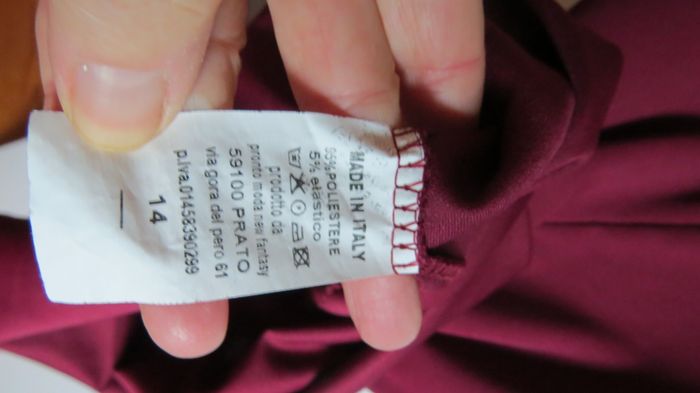 MADE IN ITALY
95%POLIESTERE
5% elastico
prodotto da
pronto moda new fantasy
59100 PRATO
via gora del pero 61
p.iva.01458390299
14